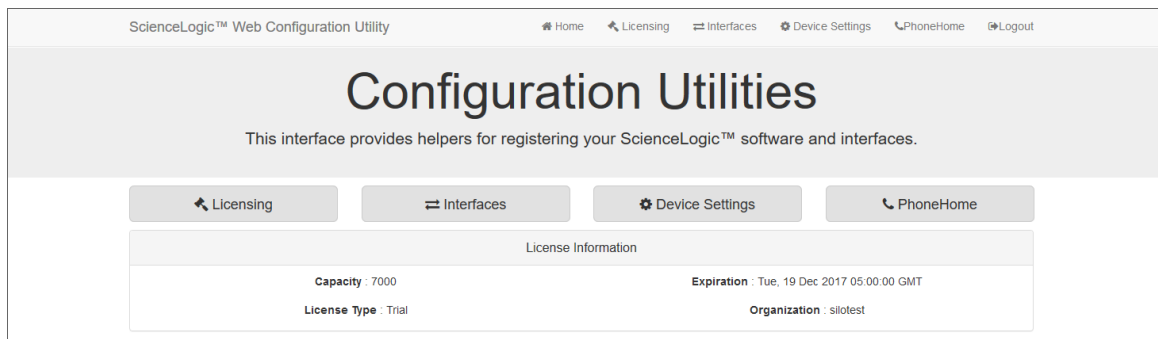 ScienceLogic™ Web Configuration Utility Home Licensing Interfaces Device Settings PhoneHome Logout
Configuration Utilities
This interface provides helpers for registering your ScienceLogic™ software and interfaces.
Licensing Interfaces Device Settings PhoneHome
License Information
Capacity : 7000 Expiration : Tue, 19 Dec 2017 05:00:00 GMT
License Type : Trial Organization : silotest